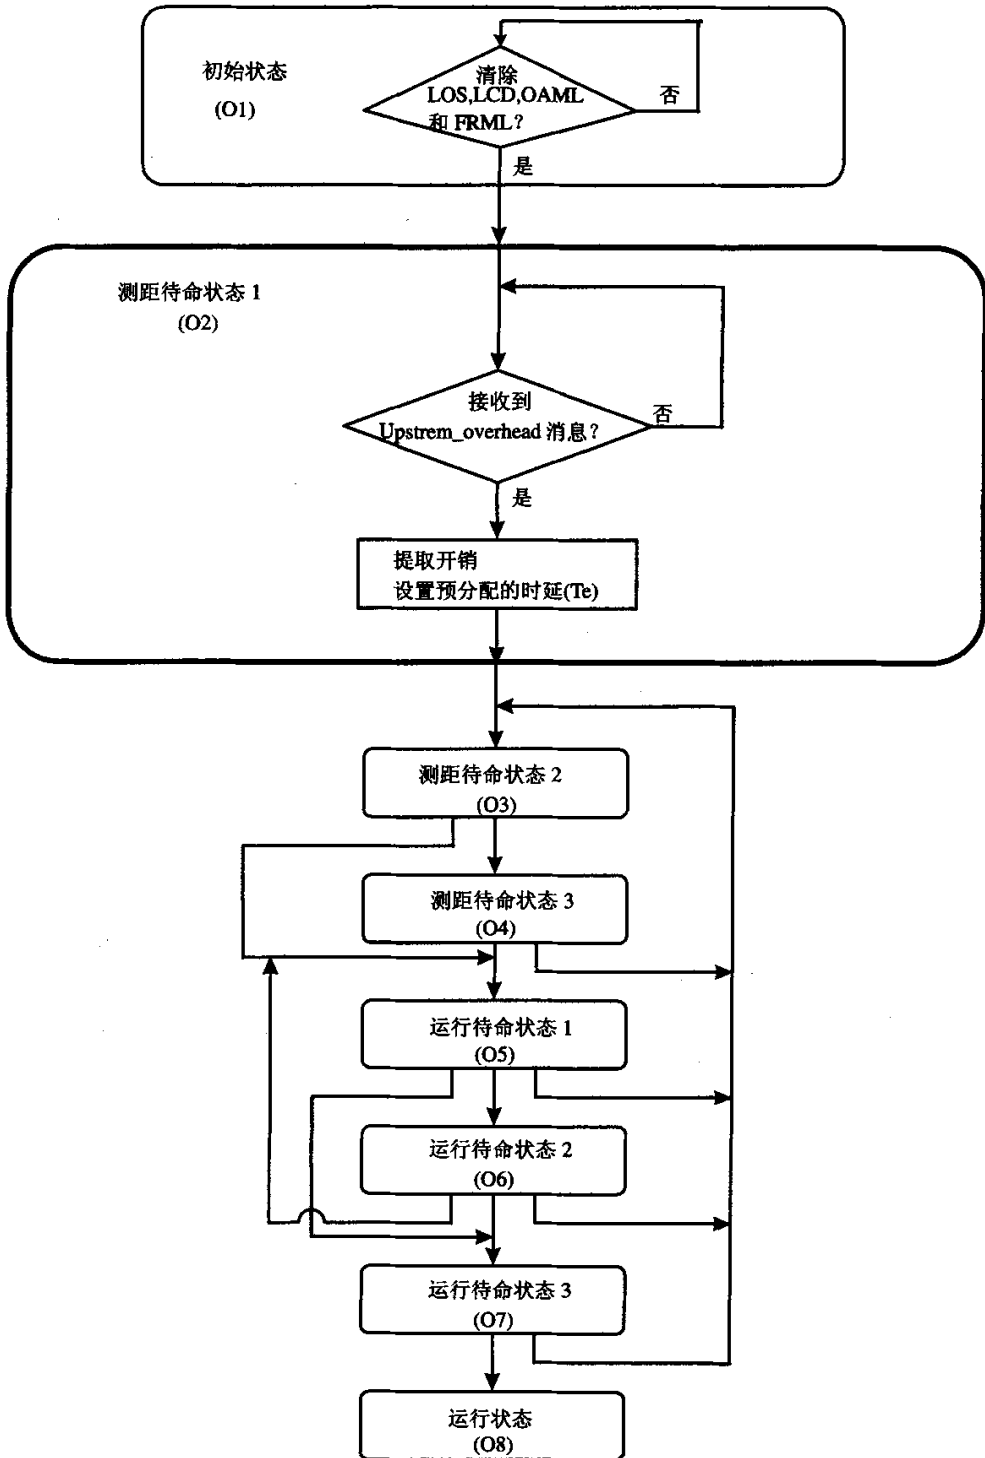 初始状态
(O1)
清除
LOS,LCD,OAML
和 FRML?
否
是
测距待命状态 1
(O2)
接收到
Upstrem_overhead 消息?
否
是
提取开销
设置预分配的时延(Te)
测距待命状态 2
(O3)
测距待命状态 3
(O4)
运行待命状态 1
(O5)
运行待命状态 2
(O6)
运行待命状态 3
(O7)
运行状态
(O8)